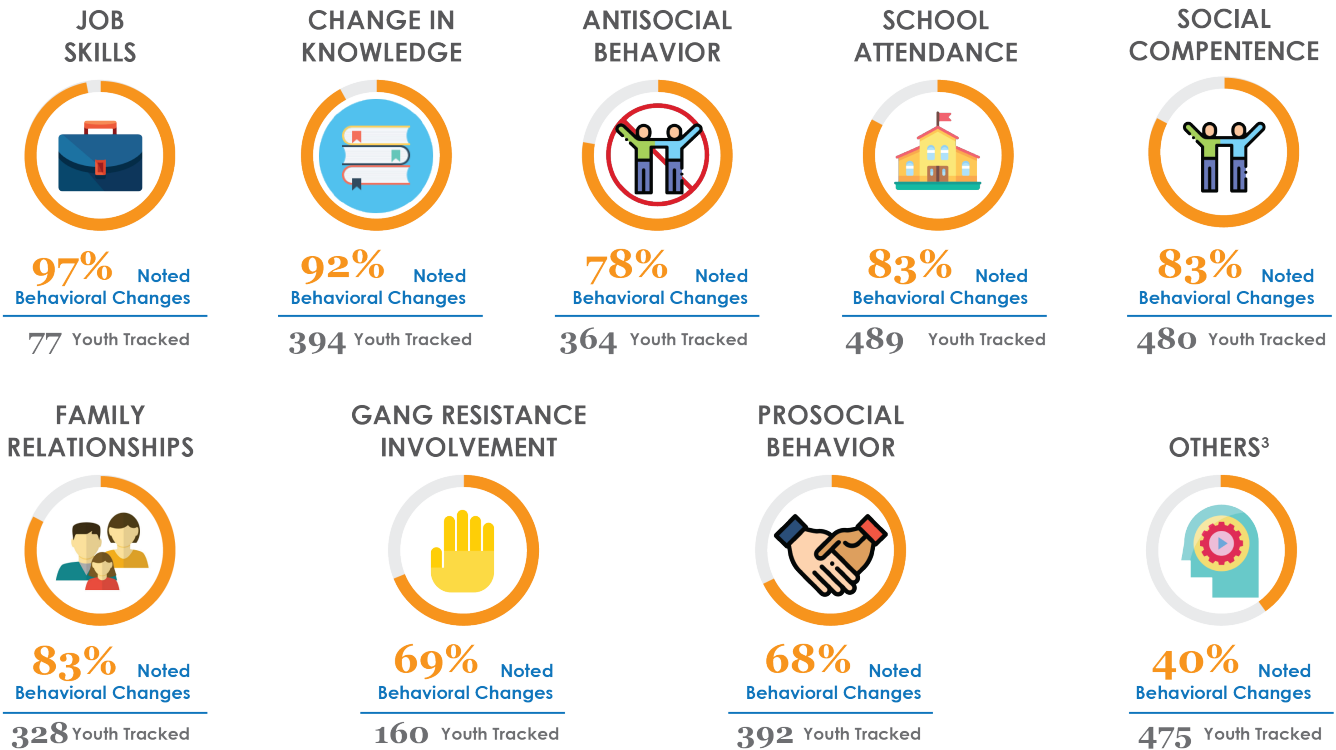 JOB
SKILLS
97% Noted
Behavioral Changes
77 Youth Tracked
CHANGE IN
KNOWLEDGE
92% Noted
Behavioral Changes
394 Youth Tracked
ANTISOCIAL
BEHAVIOR
78% Noted
Behavioral Changes
364 Youth Tracked
SCHOOL
ATTENDANCE
83% Noted
Behavioral Changes
489 Youth Tracked
SOCIAL
COMPENTENCE
83% Noted
Behavioral Changes
480 Youth Tracked
FAMILY
RELATIONSHIPS
83% Noted
Behavioral Changes
328 Youth Tracked
GANG RESISTANCE
INVOLVEMENT
69% Noted
Behavioral Changes
160 Youth Tracked
PROSOCIAL
BEHAVIOR
68% Noted
Behavioral Changes
392 Youth Tracked
OTHERS³
40% Noted
Behavioral Changes
475 Youth Tracked